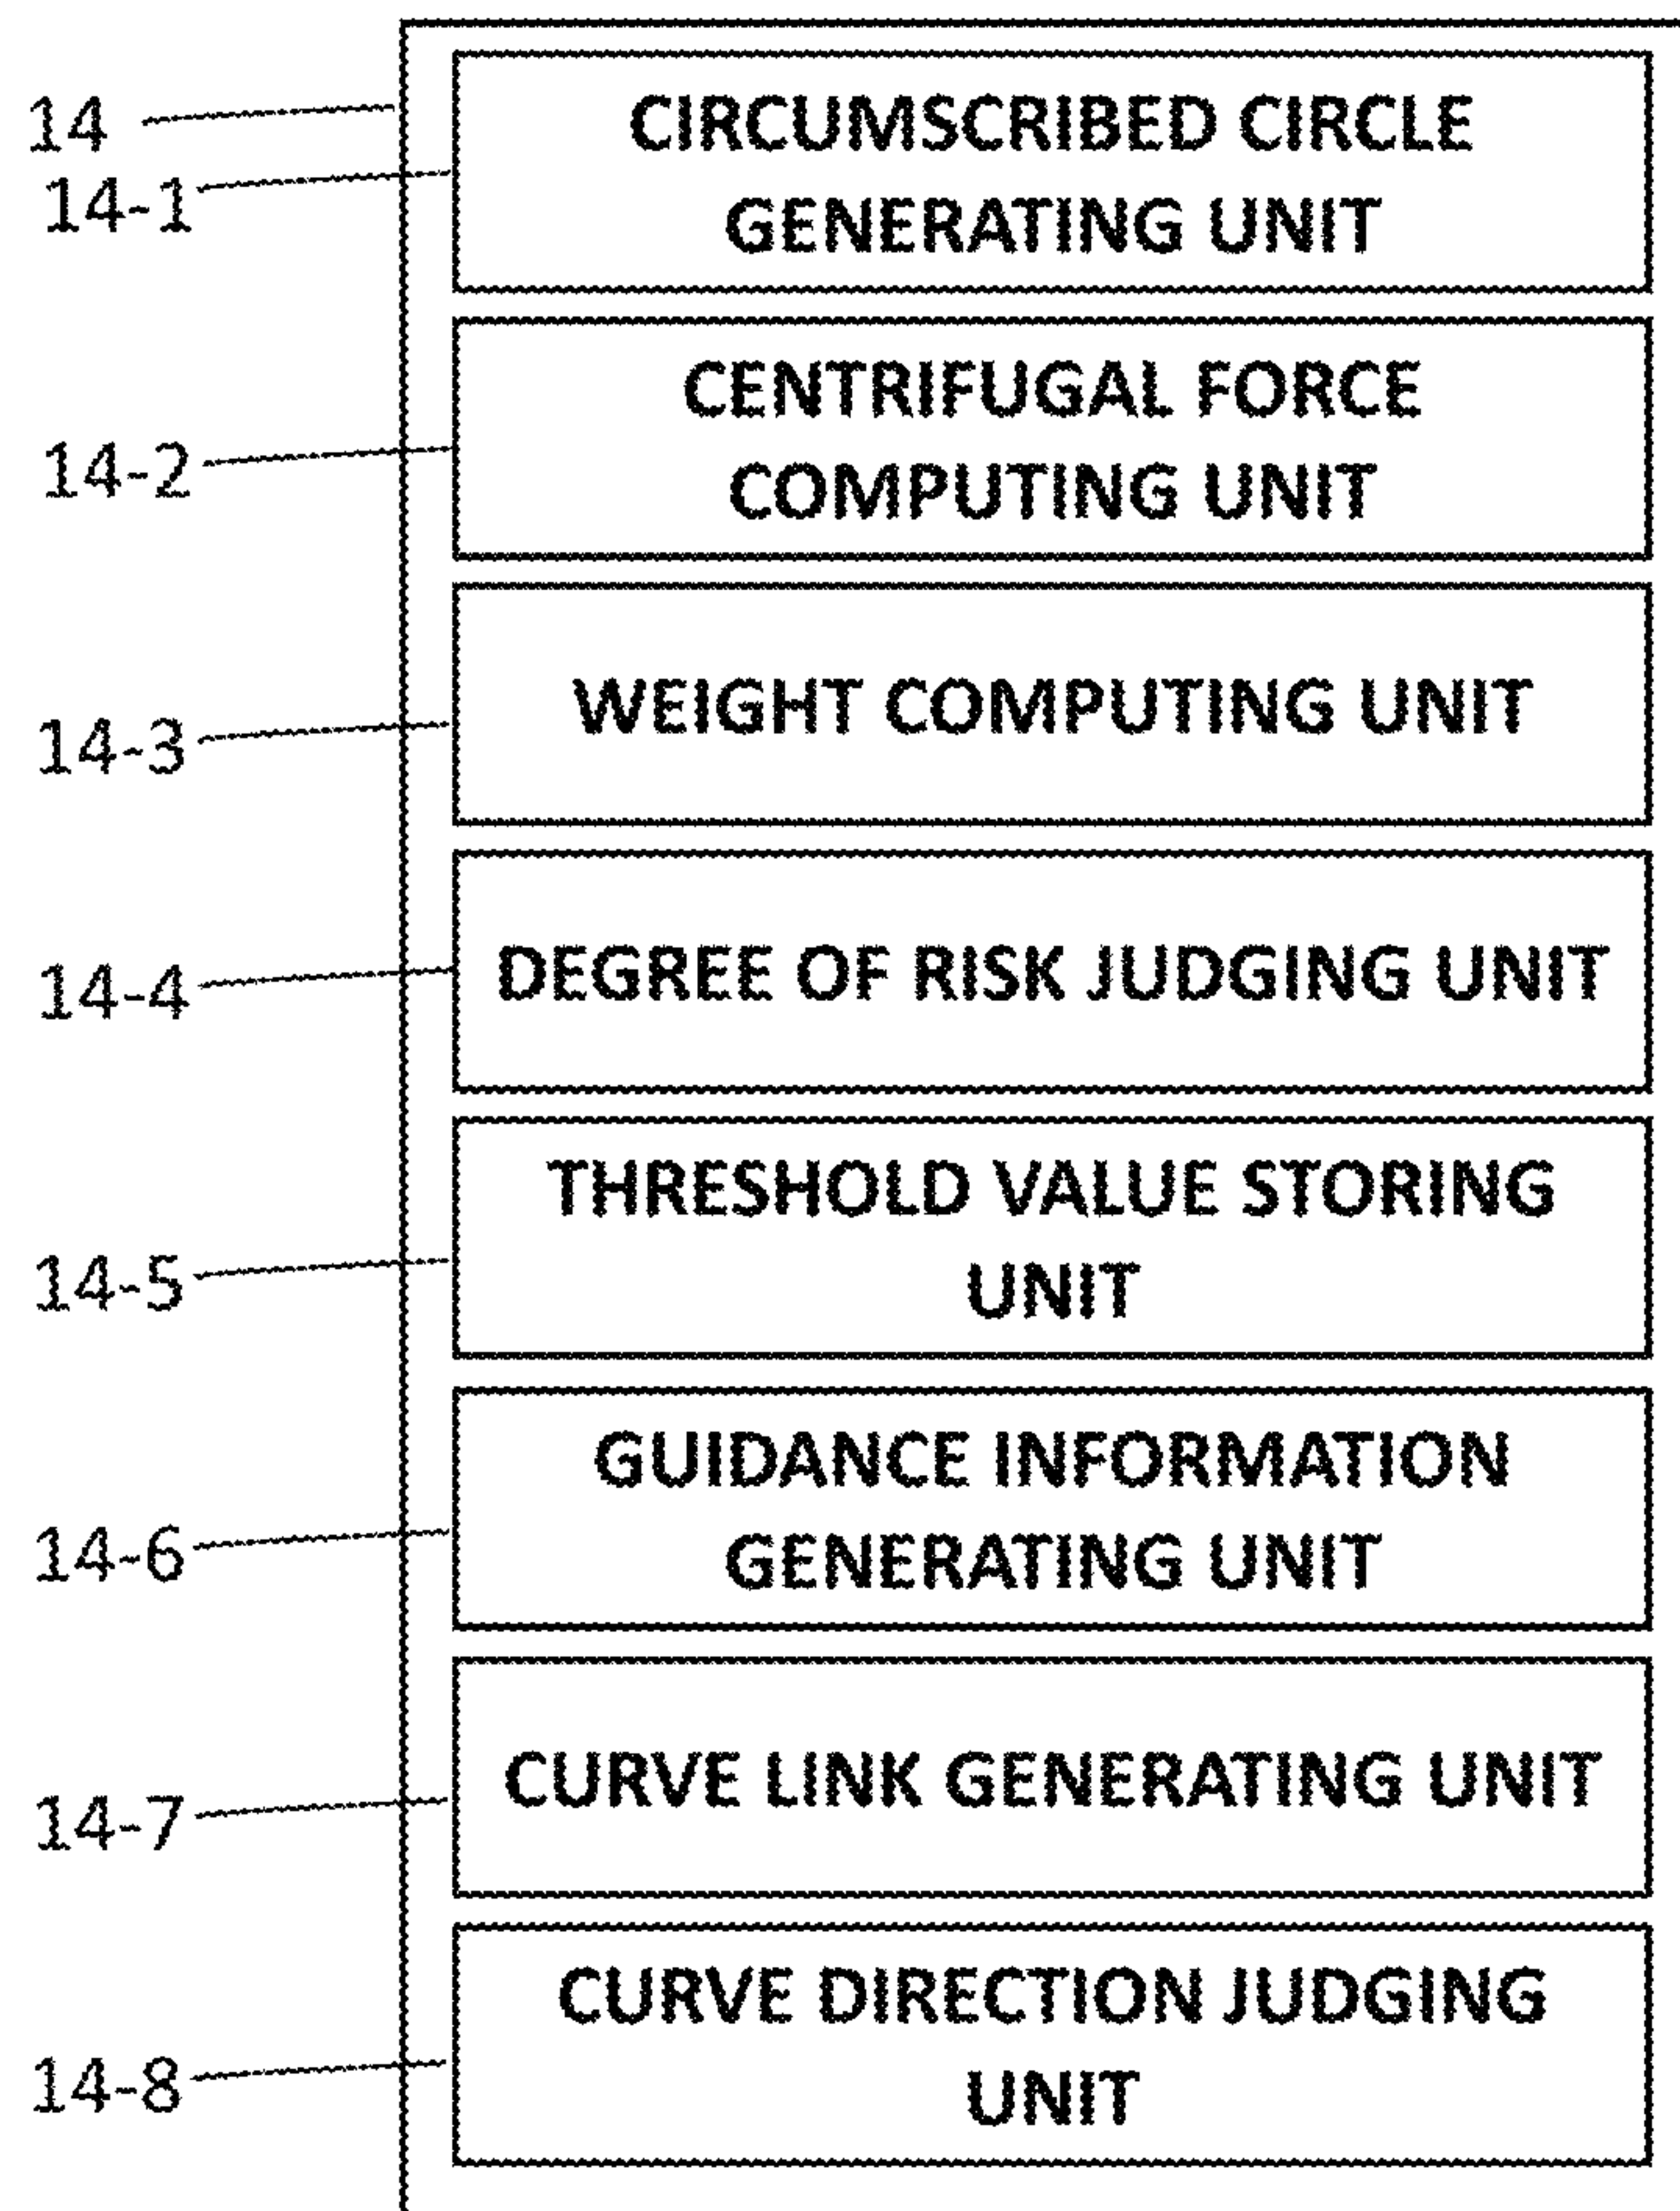 14
14-1
CIRCUMSCRIBED CIRCLE
GENERATING UNIT
14-2
CENTRIFUGAL FORCE
COMPUTING UNIT
14-3
WEIGHT COMPUTING UNIT
14-4
DEGREE OF RISK JUDGING UNIT
14-5
THRESHOLD VALUE STORING
UNIT
14-6
GUIDANCE INFORMATION
GENERATING UNIT
14-7
CURVE LINK GENERATING UNIT
14-8
CURVE DIRECTION JUDGING
UNIT